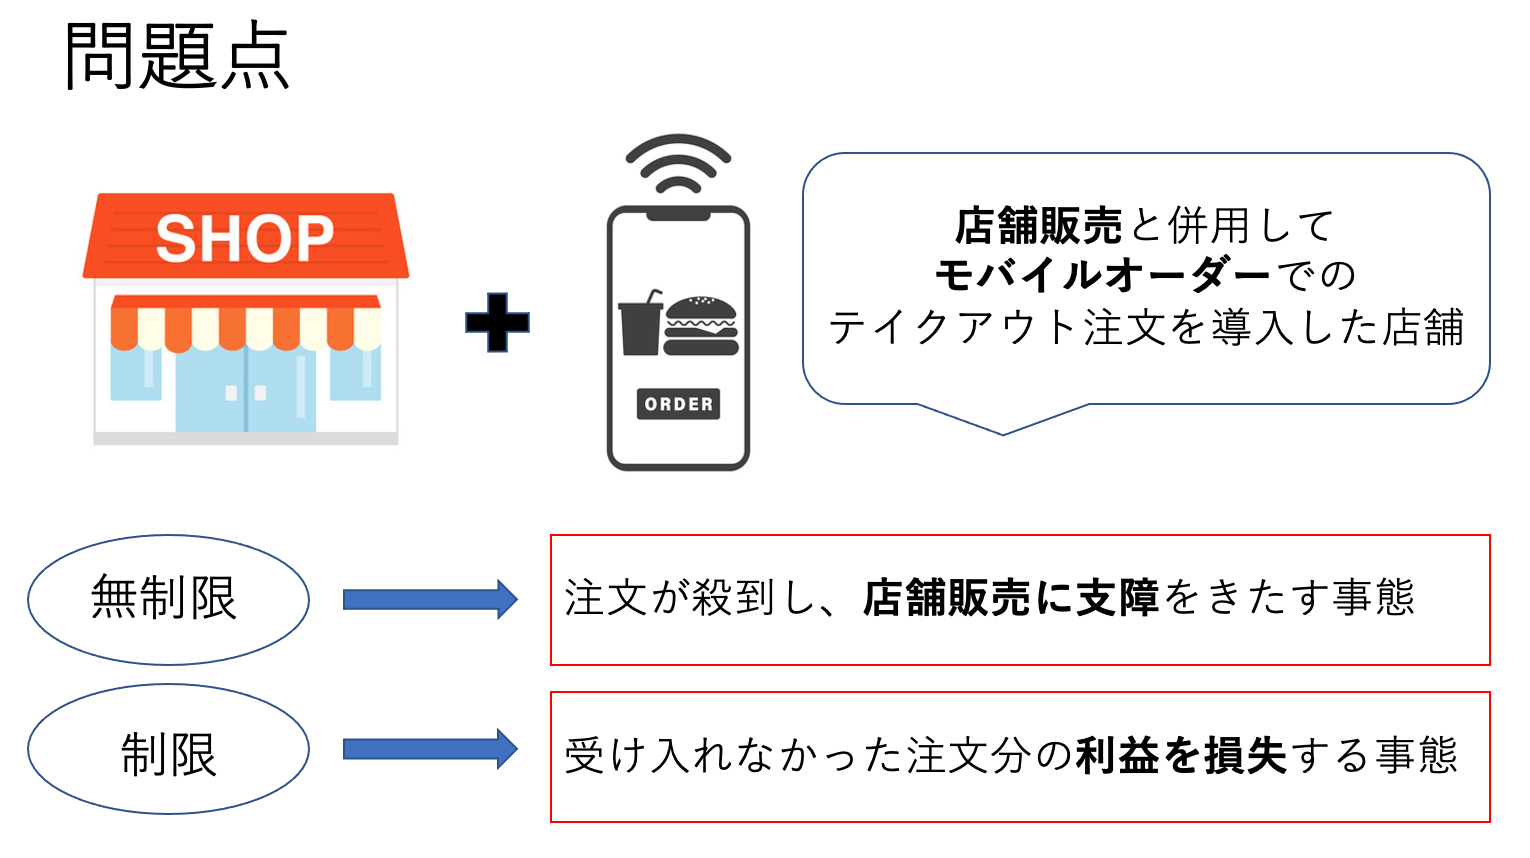 問題点
SHOP
ORDER
店舗販売と併用して
モバイルオーダーでの
テイクアウト注文を導入した店舗
無制限
注文が殺到し、店舗販売に支障をきたす事態
制限
受け入れなかった注文分の利益を損失する事態